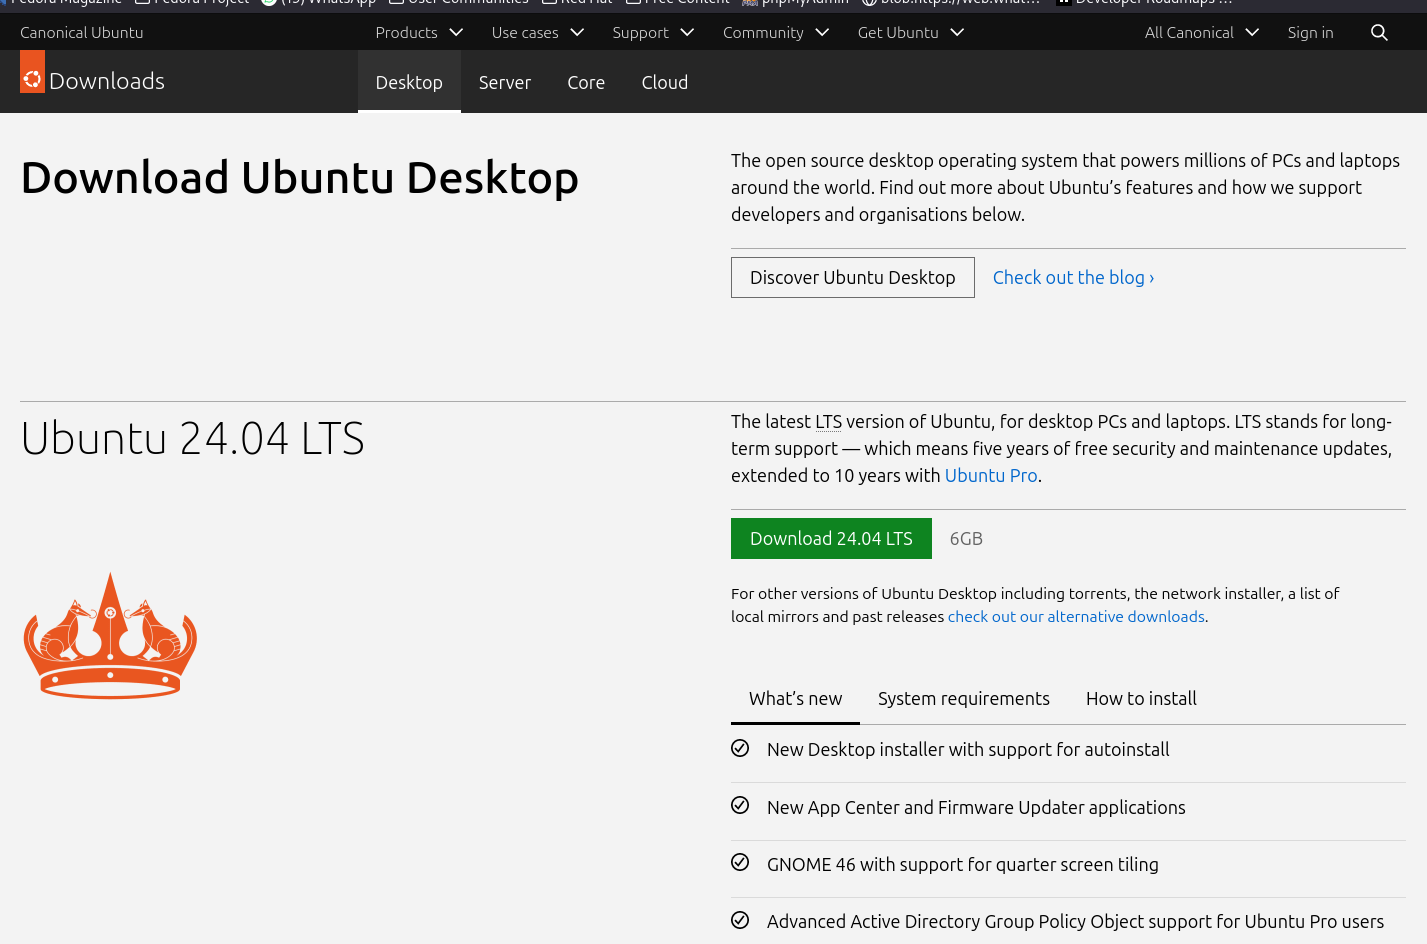 Fedora Magazine Fedora Project (15) WhatsApp User Communities Red Hat Free Content phpMyAdmin blob:https://web.what... Developer Roadmaps ...
Canonical Ubuntu Products Use cases Support Community Get Ubuntu All Canonical Sign in
Downloads Desktop Server Core Cloud
Download Ubuntu Desktop
The open source desktop operating system that powers millions of PCs and laptops
around the world. Find out more about Ubuntu’s features and how we support
developers and organisations below.
Discover Ubuntu Desktop Check out the blog ›
Ubuntu 24.04 LTS
The latest LTS version of Ubuntu, for desktop PCs and laptops. LTS stands for long-
term support — which means five years of free security and maintenance updates,
extended to 10 years with Ubuntu Pro.
Download 24.04 LTS 6GB
For other versions of Ubuntu Desktop including torrents, the network installer, a list of
local mirrors and past releases check out our alternative downloads.
What’s new System requirements How to install
New Desktop installer with support for autoinstall
New App Center and Firmware Updater applications
GNOME 46 with support for quarter screen tiling
Advanced Active Directory Group Policy Object support for Ubuntu Pro users